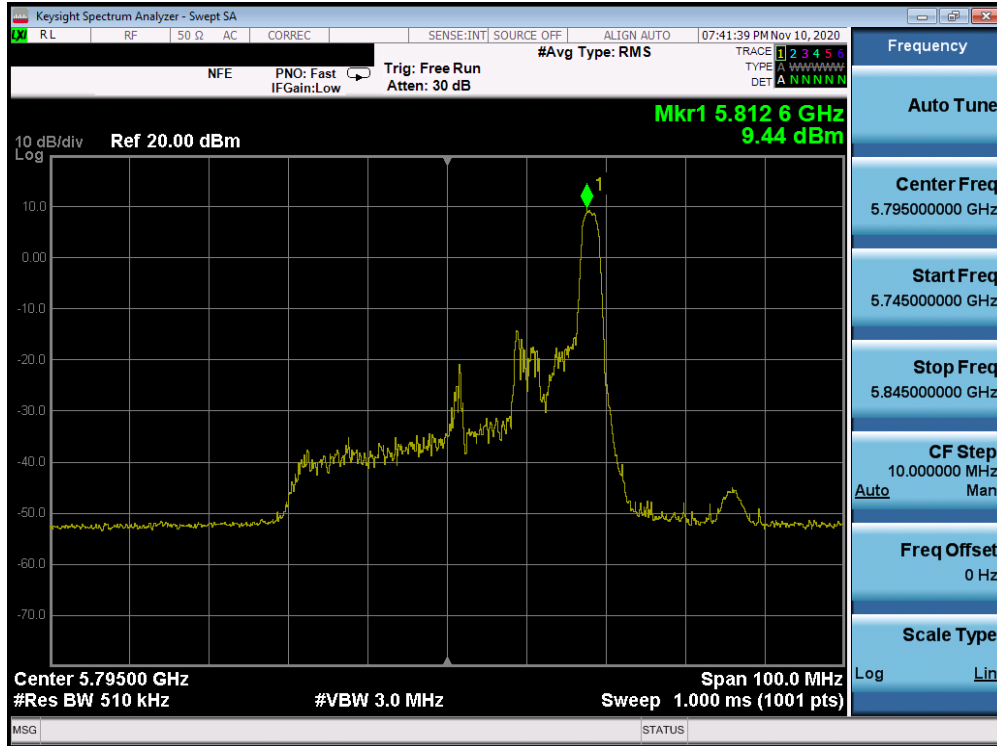 Keysight Spectrum Analyzer - Swept SA
LXI RL RF 50 Ω AC CORREC SENSE:INT SOURCE OFF ALIGN AUTO 07:41:39 PM Nov 10, 2020
#Avg Type: RMS
TRACE 1 2 3 4 5 6
TYPE A WWWWW
DET A N N N N N
NFE PNO: Fast Trig: Free Run
IFGain:Low Atten: 30 dB
Mkr1 5.812 6 GHz
9.44 dBm
10 dB/div Ref 20.00 dBm
Log
1
10.0
0.00
-10.0
-20.0
-30.0
-40.0
-50.0
-60.0
-70.0
Center 5.79500 GHz Span 100.0 MHz
#Res BW 510 kHz #VBW 3.0 MHz Sweep 1.000 ms (1001 pts)
MSG STATUS
Frequency
Auto Tune
Center Freq
5.795000000 GHz
Start Freq
5.745000000 GHz
Stop Freq
5.845000000 GHz
CF Step
10.000000 MHz
Auto Man
Freq Offset
0 Hz
Scale Type
Log Lin